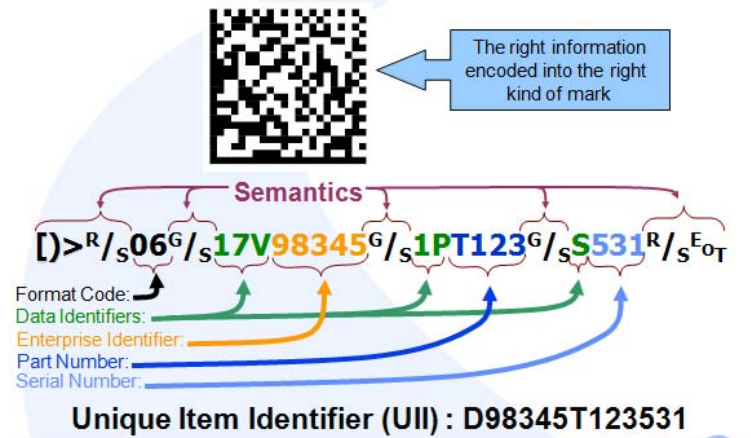 The right information
encoded into the right
kind of mark
Semantics
[)>R/S06G/S17V98345G/S1PT123G/SS531R/SEOT
Format Code:
Data Identifiers:
Enterprise Identifier:
Part Number:
Serial Number:
Unique Item Identifier (UII) : D98345T123531